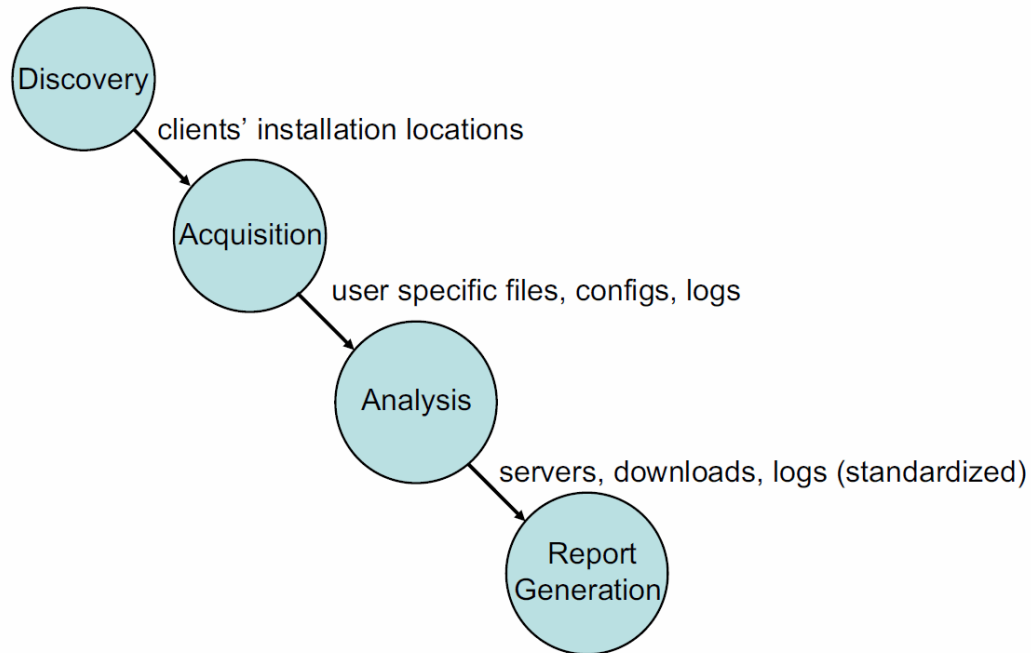 Discovery
clients’ installation locations
Acquisition
user specific files, configs, logs
Analysis
servers, downloads, logs (standardized)
Report
Generation